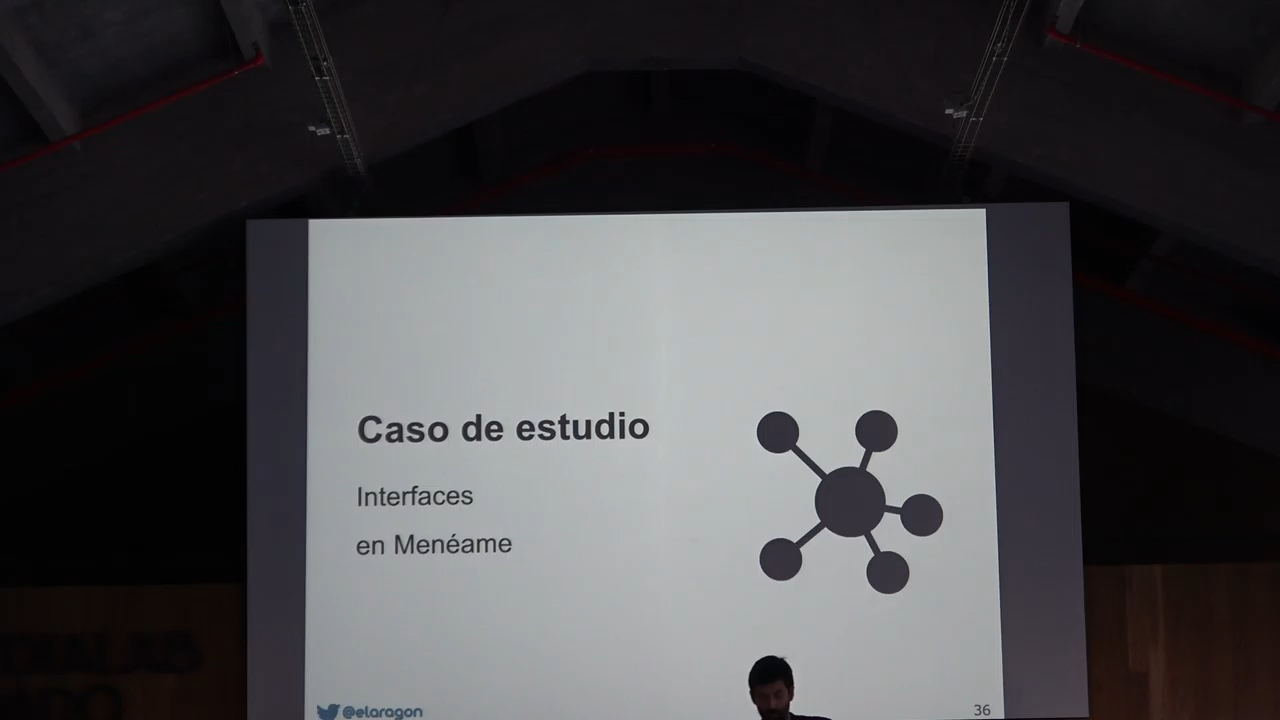 Caso de estudio
Interfaces
en Menéame
@elaragon
36